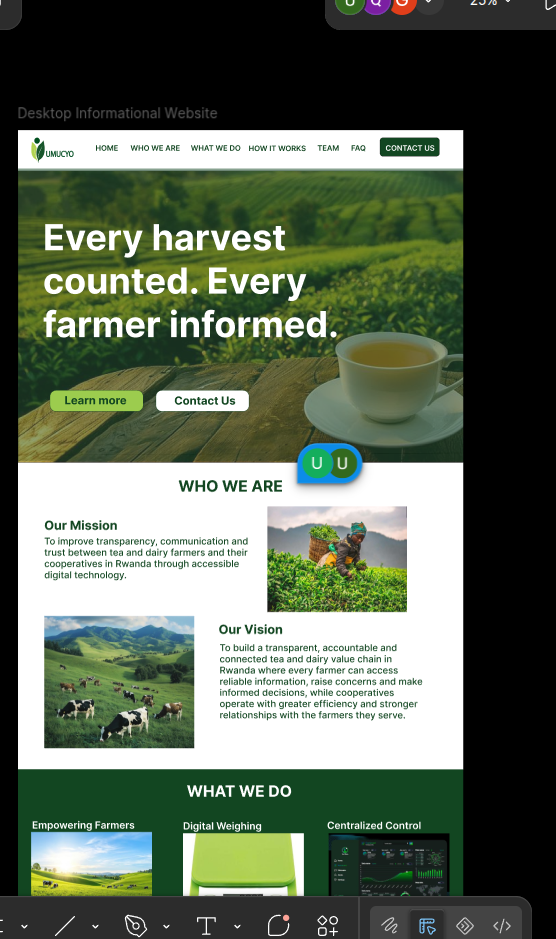 25%
Desktop Informational Website
UMUCYO
HOME WHO WE ARE WHAT WE DO HOW IT WORKS TEAM FAQ CONTACT US
Every harvest
counted. Every
farmer informed.
Learn more Contact Us
U U
WHO WE ARE
Our Mission
To improve transparency, communication and
trust between tea and dairy farmers and their
cooperatives in Rwanda through accessible
digital technology.
Our Vision
To build a transparent, accountable and
connected tea and dairy value chain in
Rwanda where every farmer can access
reliable information, raise concerns and make
informed decisions, while cooperatives
operate with greater efficiency and stronger
relationships with the farmers they serve.
WHAT WE DO
Empowering Farmers Digital Weighing Centralized Control